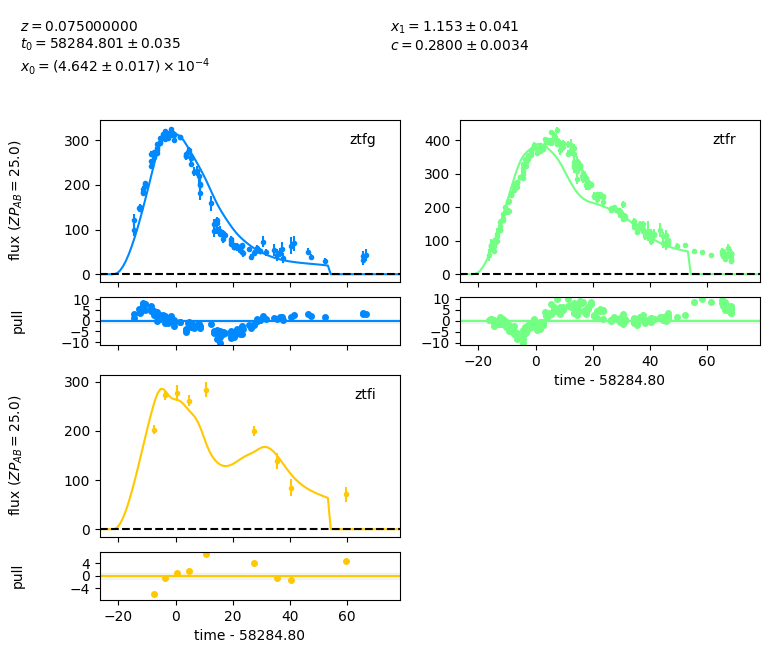 z = 0.075000000
t₀ = 58284.801 ± 0.035
x₀ = (4.642 ± 0.017) × 10⁻⁴
x₁ = 1.153 ± 0.041
c = 0.2800 ± 0.0034
flux (ZP_AB = 25.0)
300
200
100
0
ztfg
400
300
200
100
0
ztfr
pull
10
5
0
−5
−10
10
5
0
−5
−10
−20
0
20
40
60
time - 58284.80
flux (ZP_AB = 25.0)
300
200
100
0
ztfi
pull
4
0
−4
−20
0
20
40
60
time - 58284.80